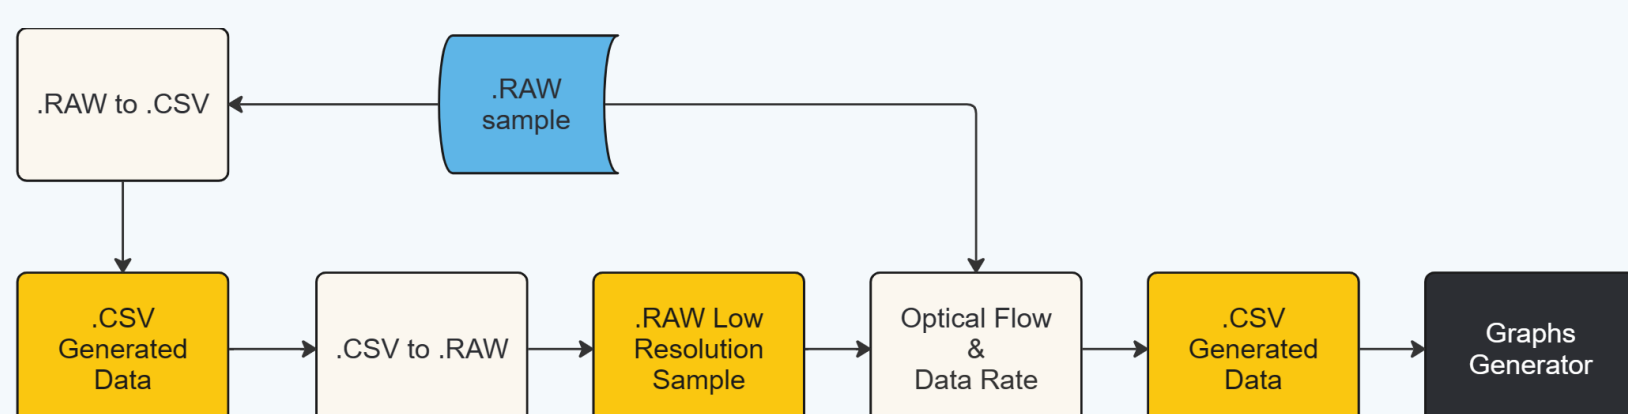 .RAW to .CSV
.RAW
sample
.CSV
Generated
Data
.CSV to .RAW
.RAW Low
Resolution
Sample
Optical Flow
&
Data Rate
.CSV
Generated
Data
Graphs
Generator